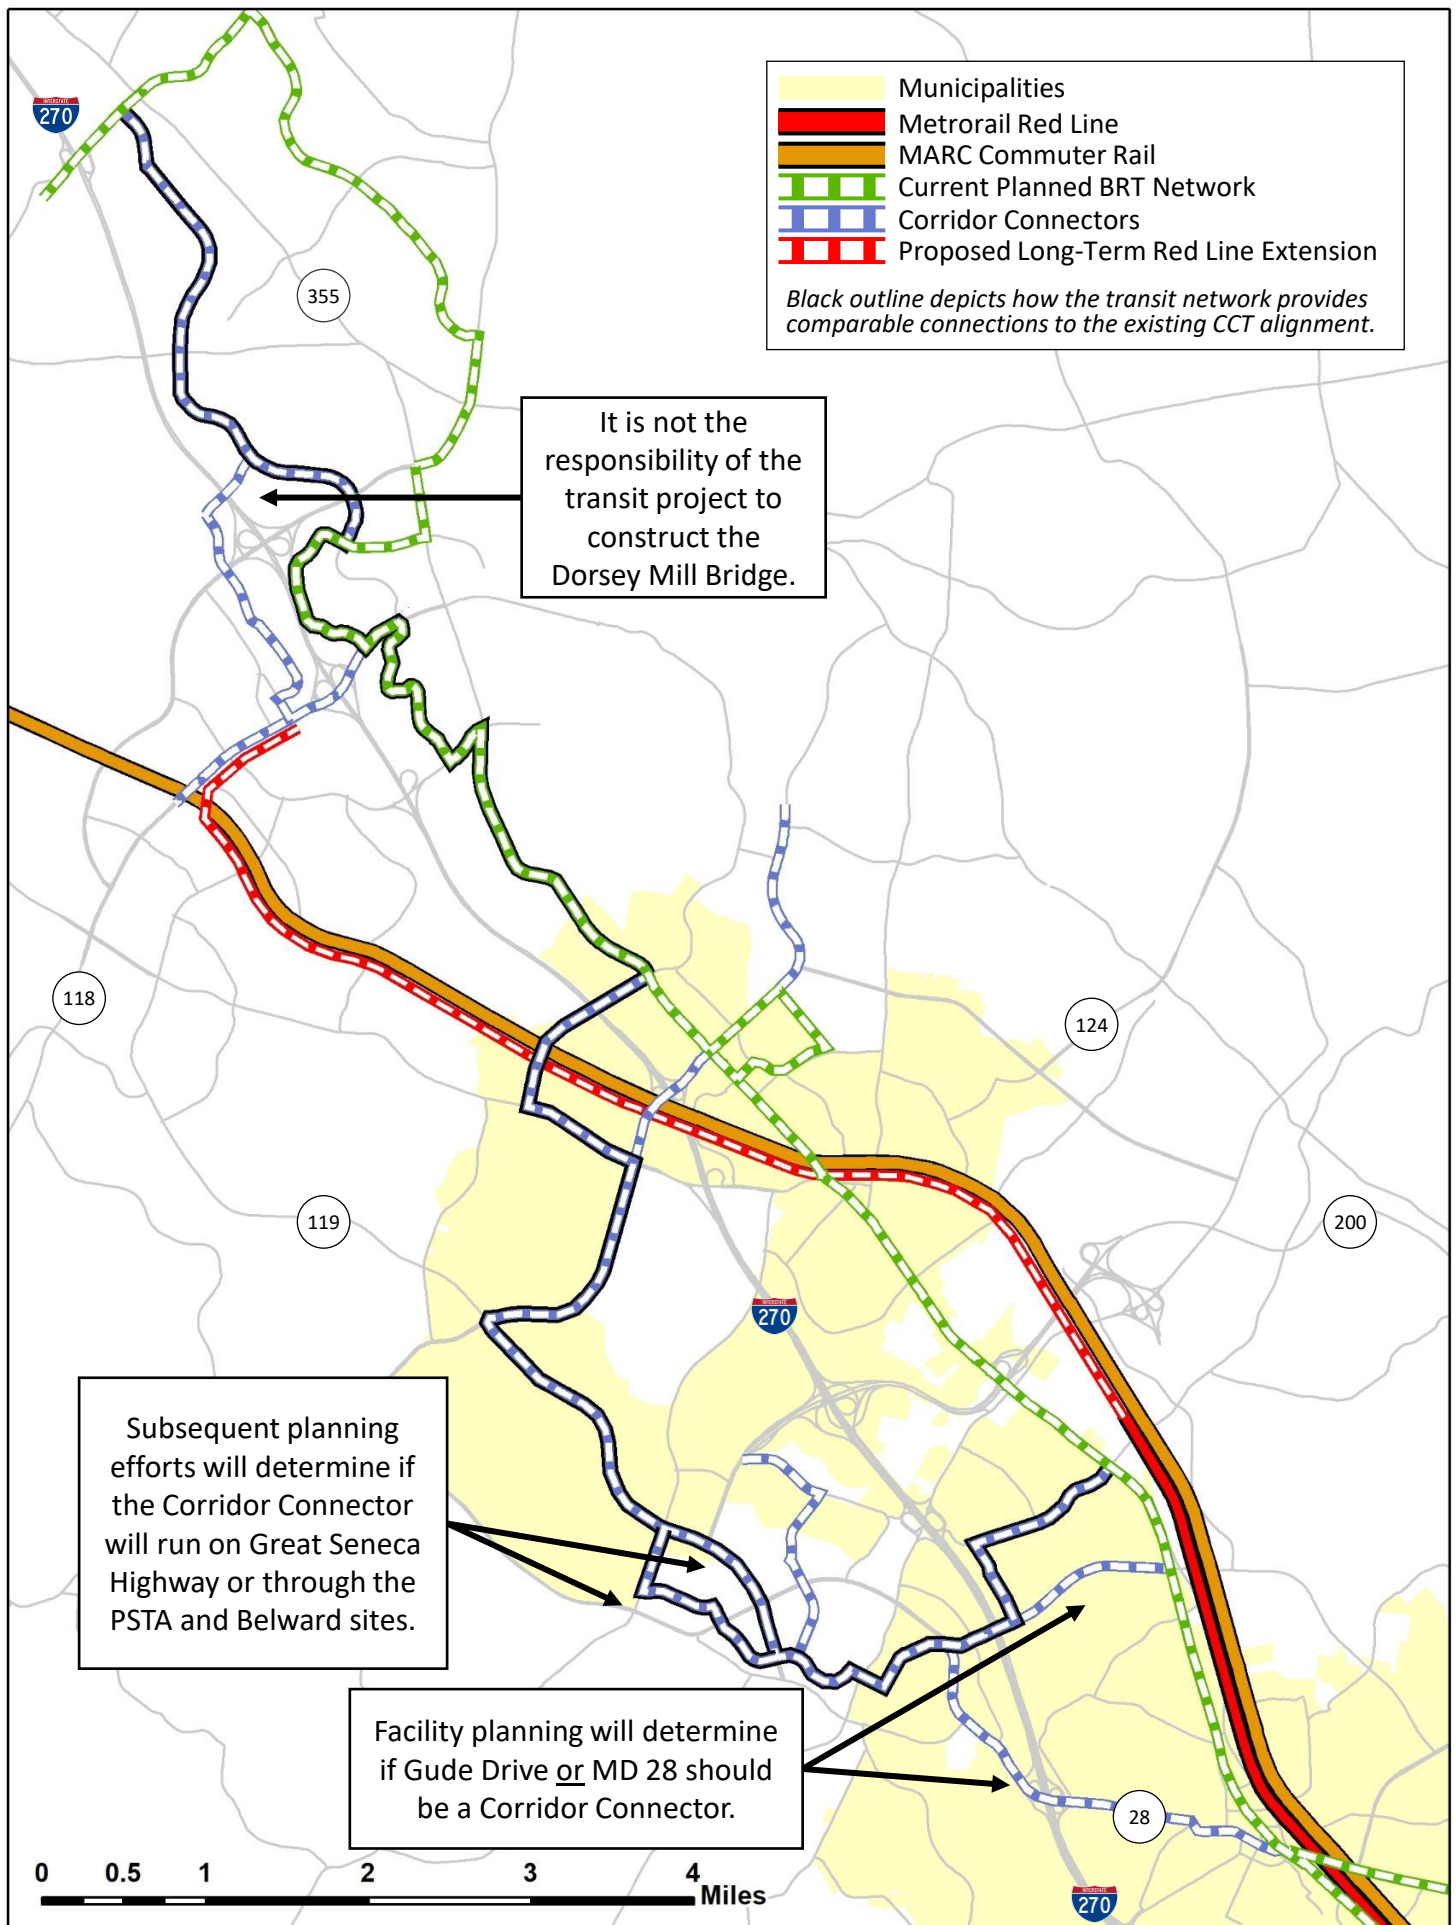 INTERSTATE
270
Municipalities
Metrorail Red Line
MARC Commuter Rail
Current Planned BRT Network
Corridor Connectors
Proposed Long-Term Red Line Extension
Black outline depicts how the transit network provides
comparable connections to the existing CCT alignment.
355
It is not the
responsibility of the
transit project to
construct the
Dorsey Mill Bridge.
118
124
119
200
INTERSTATE
270
Subsequent planning
efforts will determine if
the Corridor Connector
will run on Great Seneca
Highway or through the
PSTA and Belward sites.
Facility planning will determine
if Gude Drive or MD 28 should
be a Corridor Connector.
28
INTERSTATE
270
0 0.5 1 2 3 4
Miles